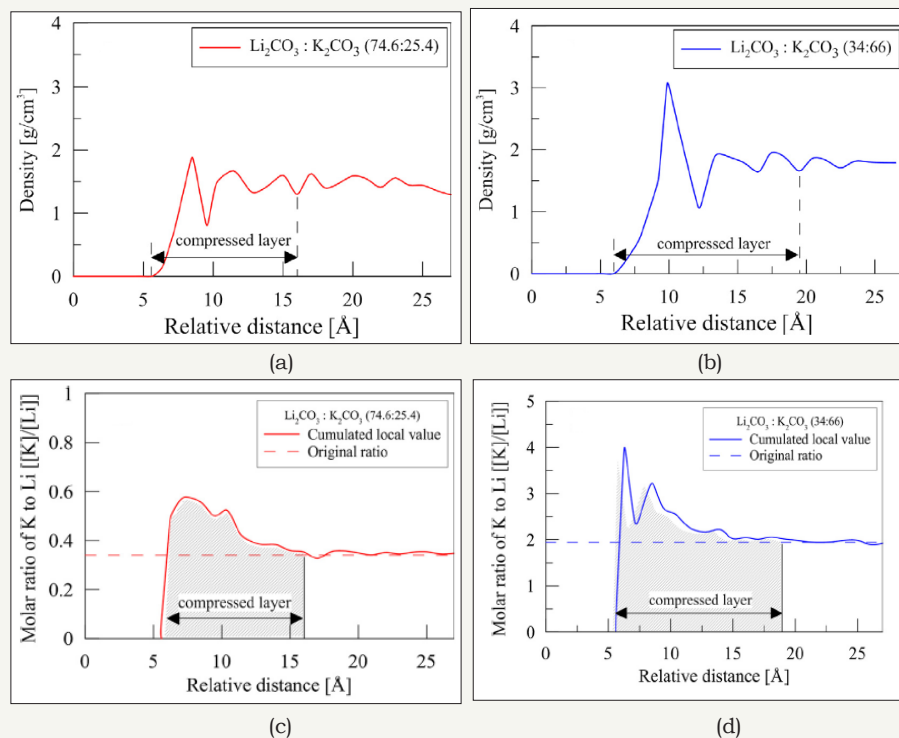 Li₂CO₃ : K₂CO₃ (74.6:25.4)
Density [g/cm³]
4
3
2
1
0
compressed layer
0 5 10 15 20 25
Relative distance [Å]
(a)
Li₂CO₃ : K₂CO₃ (34:66)
Density [g/cm³]
4
3
2
1
0
compressed layer
0 5 10 15 20 25
Relative distance [Å]
(b)
Molar ratio of K to Li [[K]/[Li]]
1
0.8
0.6
0.4
0.2
0
Li₂CO₃ : K₂CO₃ (74.6:25.4)
Cumulated local value
Original ratio
compressed layer
0 5 10 15 20 25
Relative distance [Å]
(c)
Molar ratio of K to Li [[K]/[Li]]
5
4
3
2
1
0
Li₂CO₃ : K₂CO₃ (34:66)
Cumulated local value
Original ratio
compressed layer
0 5 10 15 20 25
Relative distance [Å]
(d)